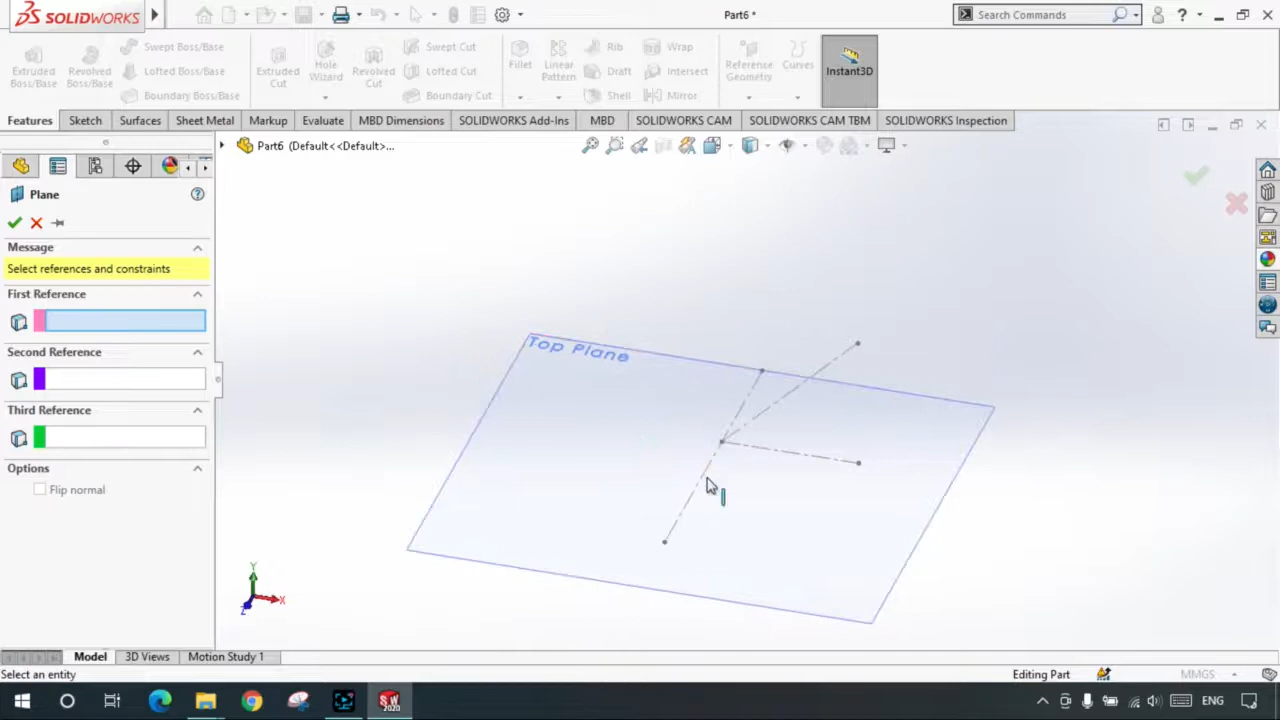 SOLIDWORKS
Part6 *
Search Commands
Extruded Boss/Base
Revolved Boss/Base
Swept Boss/Base
Lofted Boss/Base
Boundary Boss/Base
Extruded Cut
Hole Wizard
Revolved Cut
Swept Cut
Lofted Cut
Boundary Cut
Fillet
Linear Pattern
Rib
Draft
Shell
Wrap
Intersect
Mirror
Reference Geometry
Curves
Instant3D
Features
Sketch
Surfaces
Sheet Metal
Markup
Evaluate
MBD Dimensions
SOLIDWORKS Add-Ins
MBD
SOLIDWORKS CAM
SOLIDWORKS CAM TBM
SOLIDWORKS Inspection
Part6 (Default<<Default>...
Plane
Message
Select references and constraints
First Reference
Second Reference
Third Reference
Options
Flip normal
Top Plane
Y
X
Z
Model
3D Views
Motion Study 1
Select an entity
Editing Part
MMGS
SW
2020
ENG